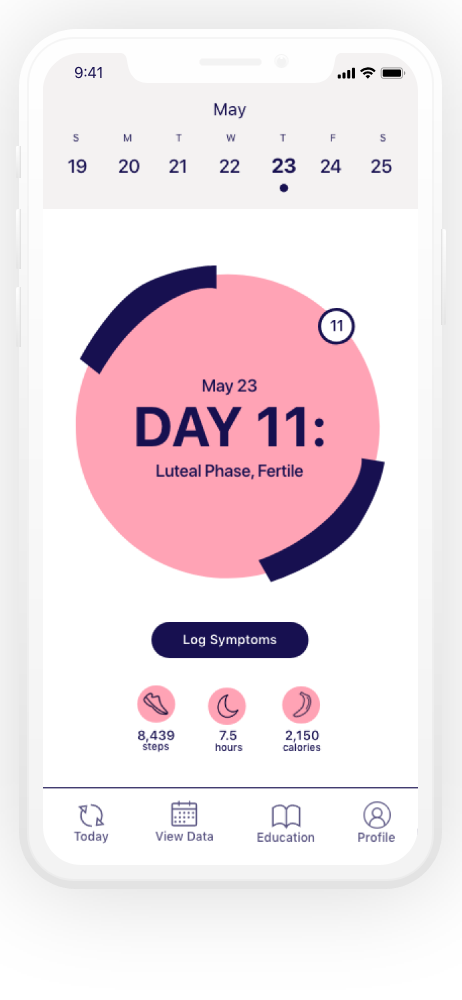 9:41
May
S M T W T F S
19 20 21 22 23 24 25
11
May 23
DAY 11:
Luteal Phase, Fertile
Log Symptoms
8,439 7.5 2,150
steps hours calories
Today View Data Education Profile